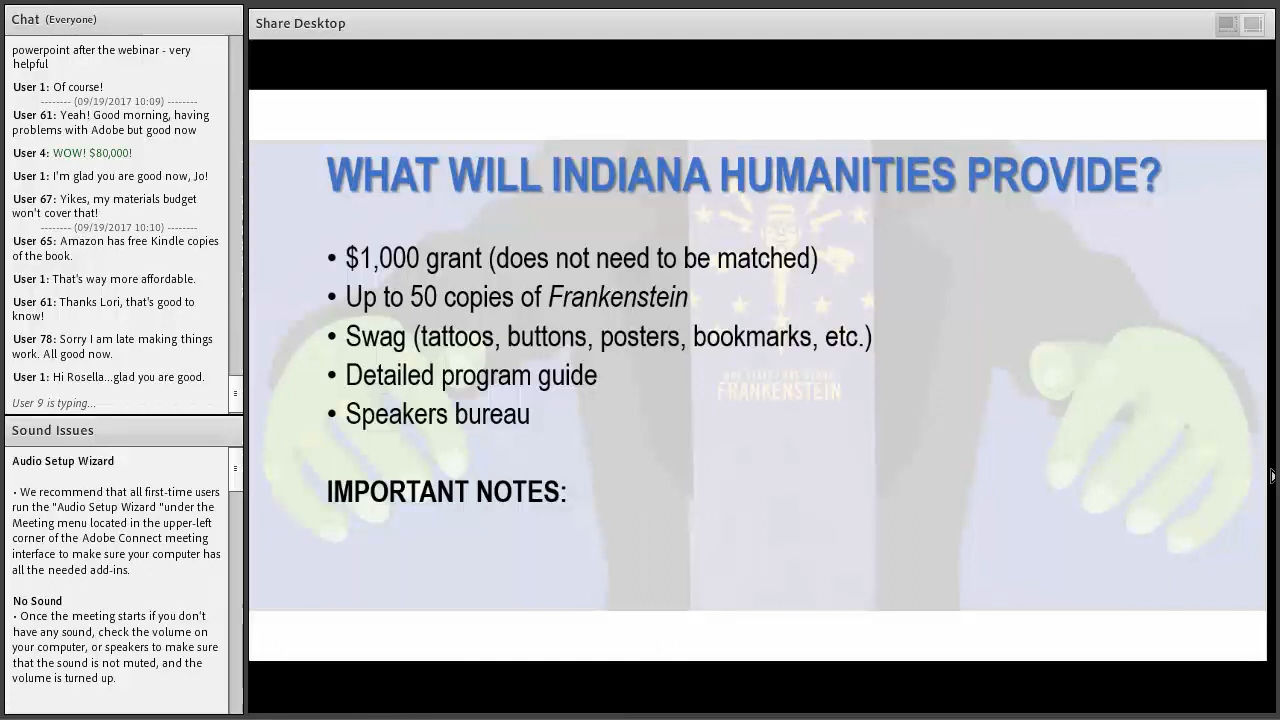 Chat (Everyone)
powerpoint after the webinar - very
helpful
User 1: Of course!
-------- (09/19/2017 10:09) --------
User 61: Yeah! Good morning, having
problems with Adobe but good now
User 4: WOW! $80,000!
User 1: I'm glad you are good now, Jo!
User 67: Yikes, my materials budget
won't cover that!
-------- (09/19/2017 10:10) --------
User 65: Amazon has free Kindle copies
of the book.
User 1: That's way more affordable.
User 61: Thanks Lori, that's good to
know!
User 78: Sorry I am late making things
work. All good now.
User 1: Hi Rosella...glad you are good.
User 9 is typing...
Sound Issues
Audio Setup Wizard
• We recommend that all first-time users
run the "Audio Setup Wizard "under the
Meeting menu located in the upper-left
corner of the Adobe Connect meeting
interface to make sure your computer has
all the needed add-ins.
No Sound
• Once the meeting starts if you don't
have any sound, check the volume on
your computer, or speakers to make sure
that the sound is not muted, and the
volume is turned up.
Share Desktop
WHAT WILL INDIANA HUMANITIES PROVIDE?
• $1,000 grant (does not need to be matched)
• Up to 50 copies of Frankenstein
• Swag (tattoos, buttons, posters, bookmarks, etc.)
• Detailed program guide
• Speakers bureau
ONE STATE / ONE STORY
FRANKENSTEIN
IMPORTANT NOTES: